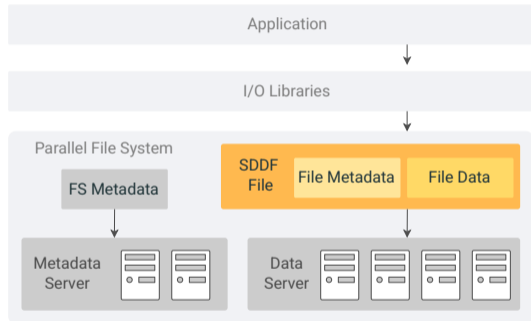 Application
I/O Libraries
Parallel File System
FS Metadata
SDDF
File
File Metadata
File Data
Metadata
Server
Data
Server